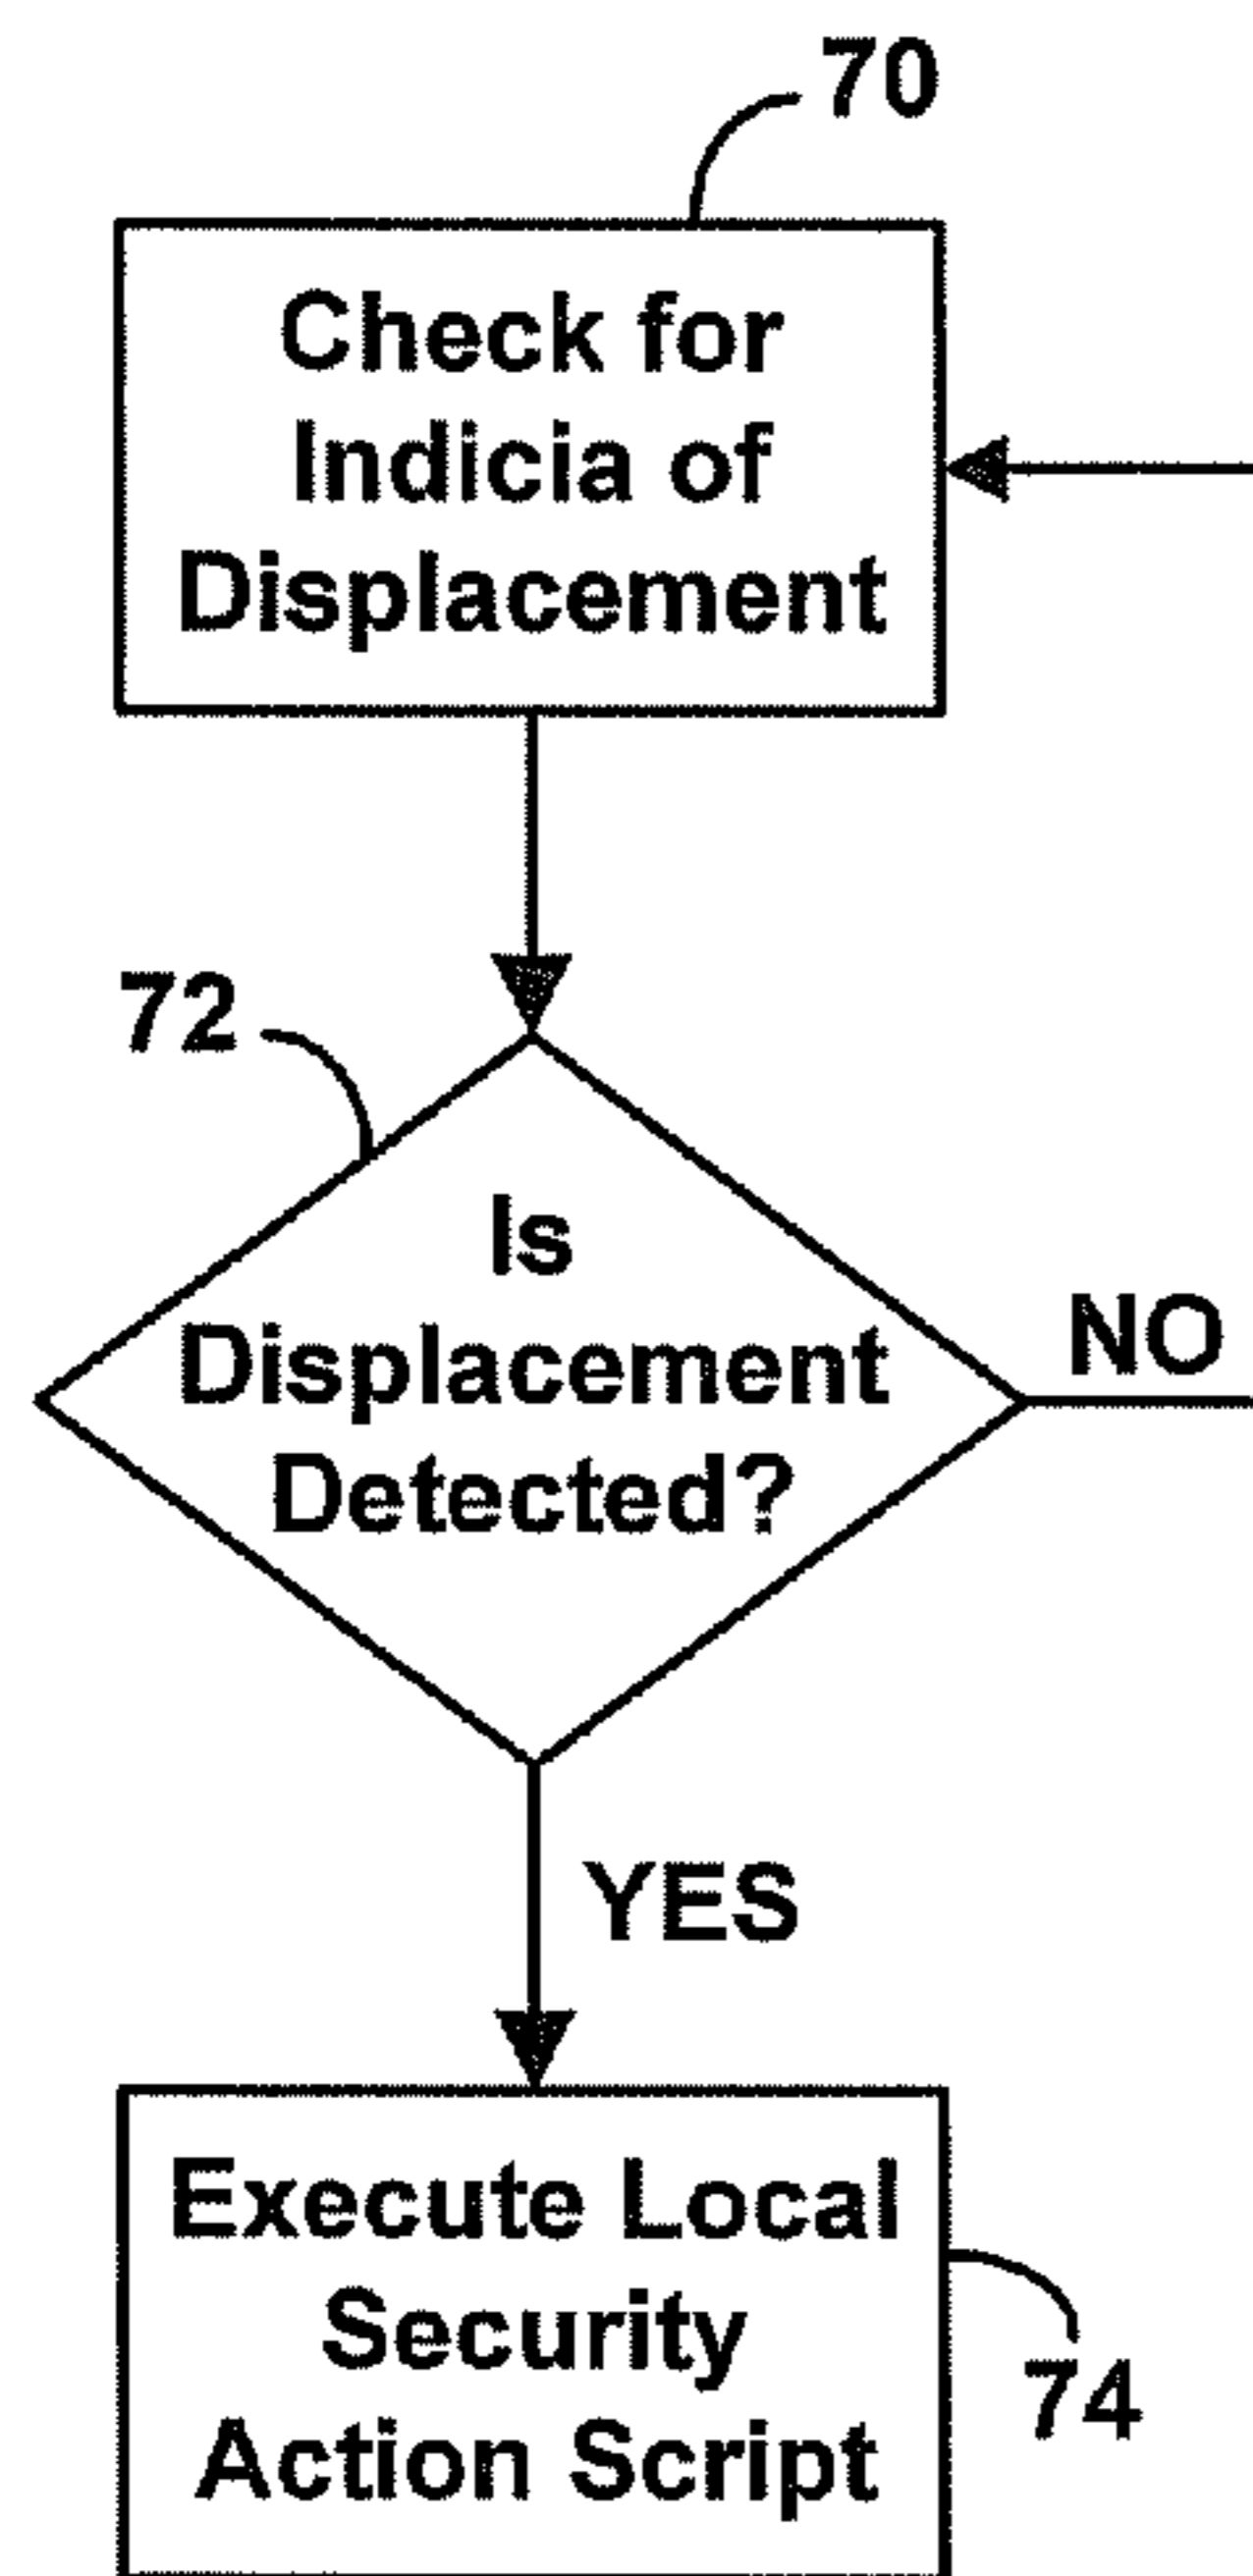 70
Check for
Indicia of
Displacement
72
Is
Displacement
Detected?
NO
YES
Execute Local
Security
Action Script
74